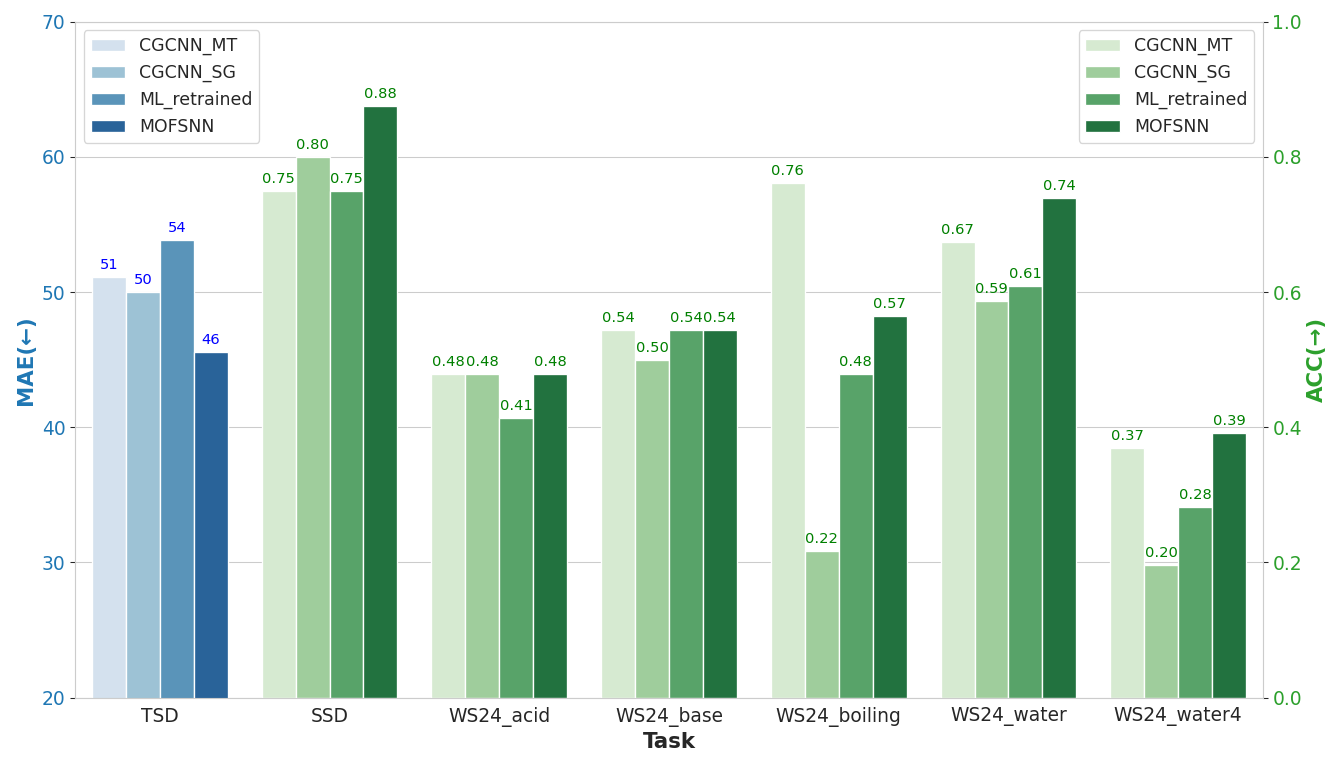 MAE(←)
70
60
50
40
30
20
CGCNN_MT
CGCNN_SG
ML_retrained
MOFSNN
CGCNN_MT
CGCNN_SG
ML_retrained
MOFSNN
51
50
54
46
0.75
0.80
0.75
0.88
0.48
0.48
0.41
0.48
0.54
0.50
0.54
0.54
0.76
0.22
0.48
0.57
0.67
0.59
0.61
0.74
0.37
0.20
0.28
0.39
1.0
0.8
0.6
0.4
0.2
0.0
ACC(→)
TSD
SSD
WS24_acid
WS24_base
WS24_boiling
WS24_water
WS24_water4
Task